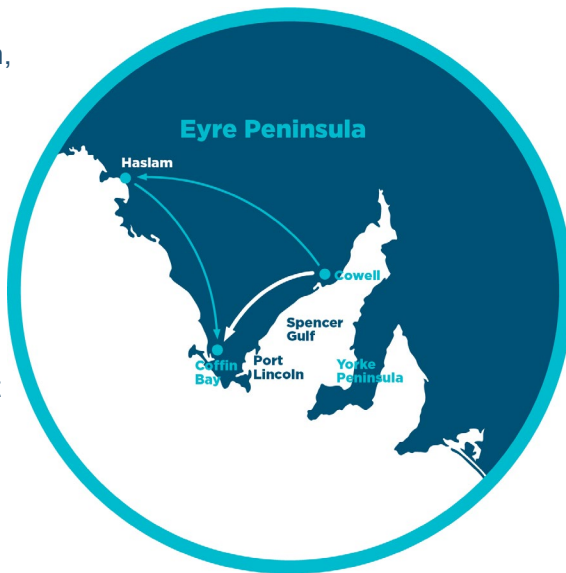 Eyre Peninsula
Haslam
Cowell
Spencer
Gulf
Coffin
Bay
Port
Lincoln
Yorke
Peninsula